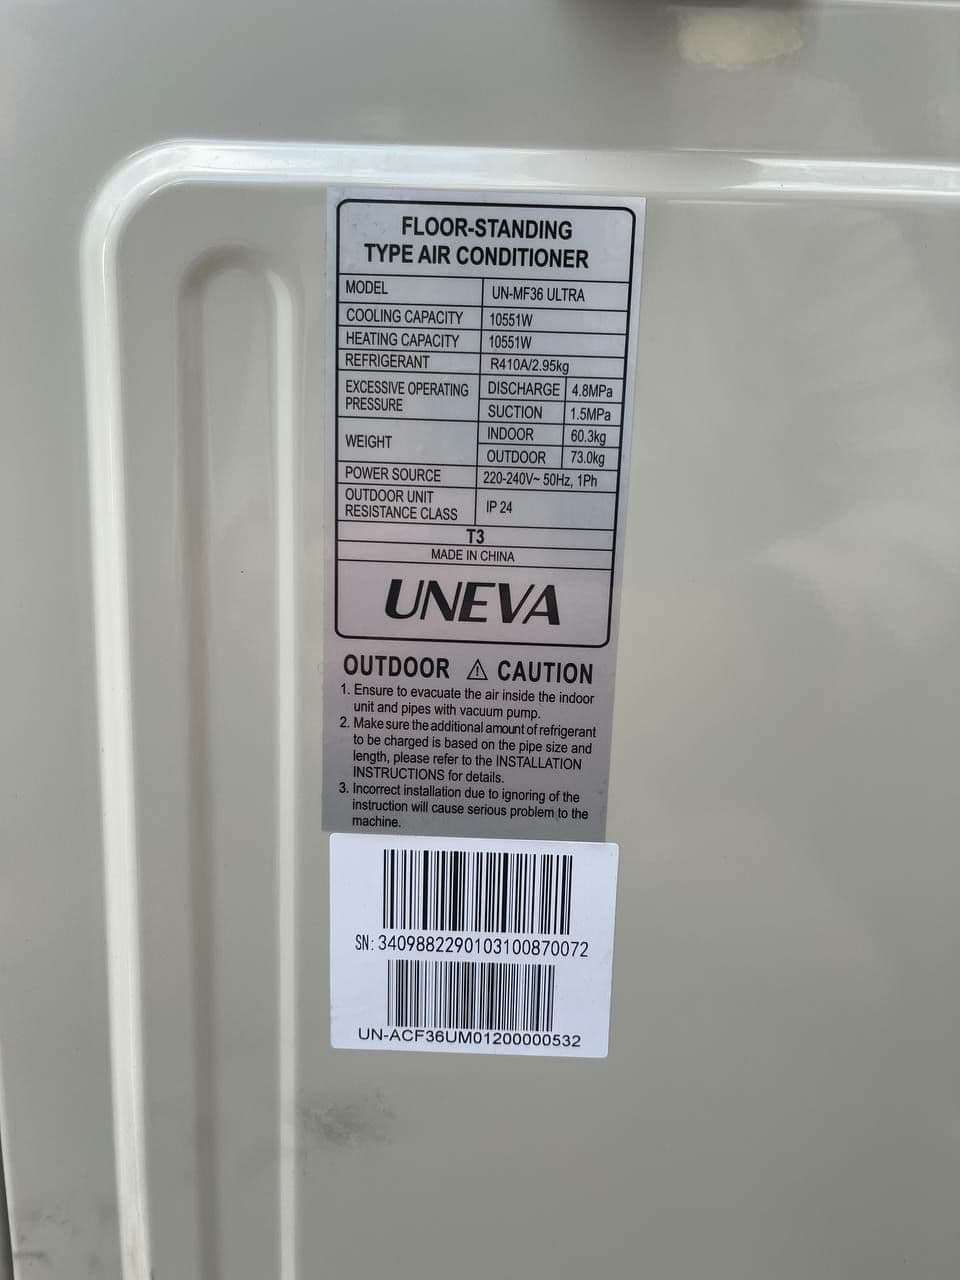 FLOOR-STANDING
TYPE AIR CONDITIONER
MODEL UN-MF36 ULTRA
COOLING CAPACITY 10551W
HEATING CAPACITY 10551W
REFRIGERANT R410A/2.95kg
EXCESSIVE OPERATING PRESSURE DISCHARGE 4.8MPa
SUCTION 1.5MPa
WEIGHT INDOOR 60.3kg
OUTDOOR 73.0kg
POWER SOURCE 220-240V~ 50Hz, 1Ph
OUTDOOR UNIT
RESISTANCE CLASS IP 24
T3
MADE IN CHINA
UNEVA
OUTDOOR ⚠ CAUTION
1. Ensure to evacuate the air inside the indoor
unit and pipes with vacuum pump.
2. Make sure the additional amount of refrigerant
to be charged is based on the pipe size and
length, please refer to the INSTALLATION
INSTRUCTIONS for details.
3. Incorrect installation due to ignoring of the
instruction will cause serious problem to the
machine.
SN: 3409882290103100870072
UN-ACF36UM01200000532